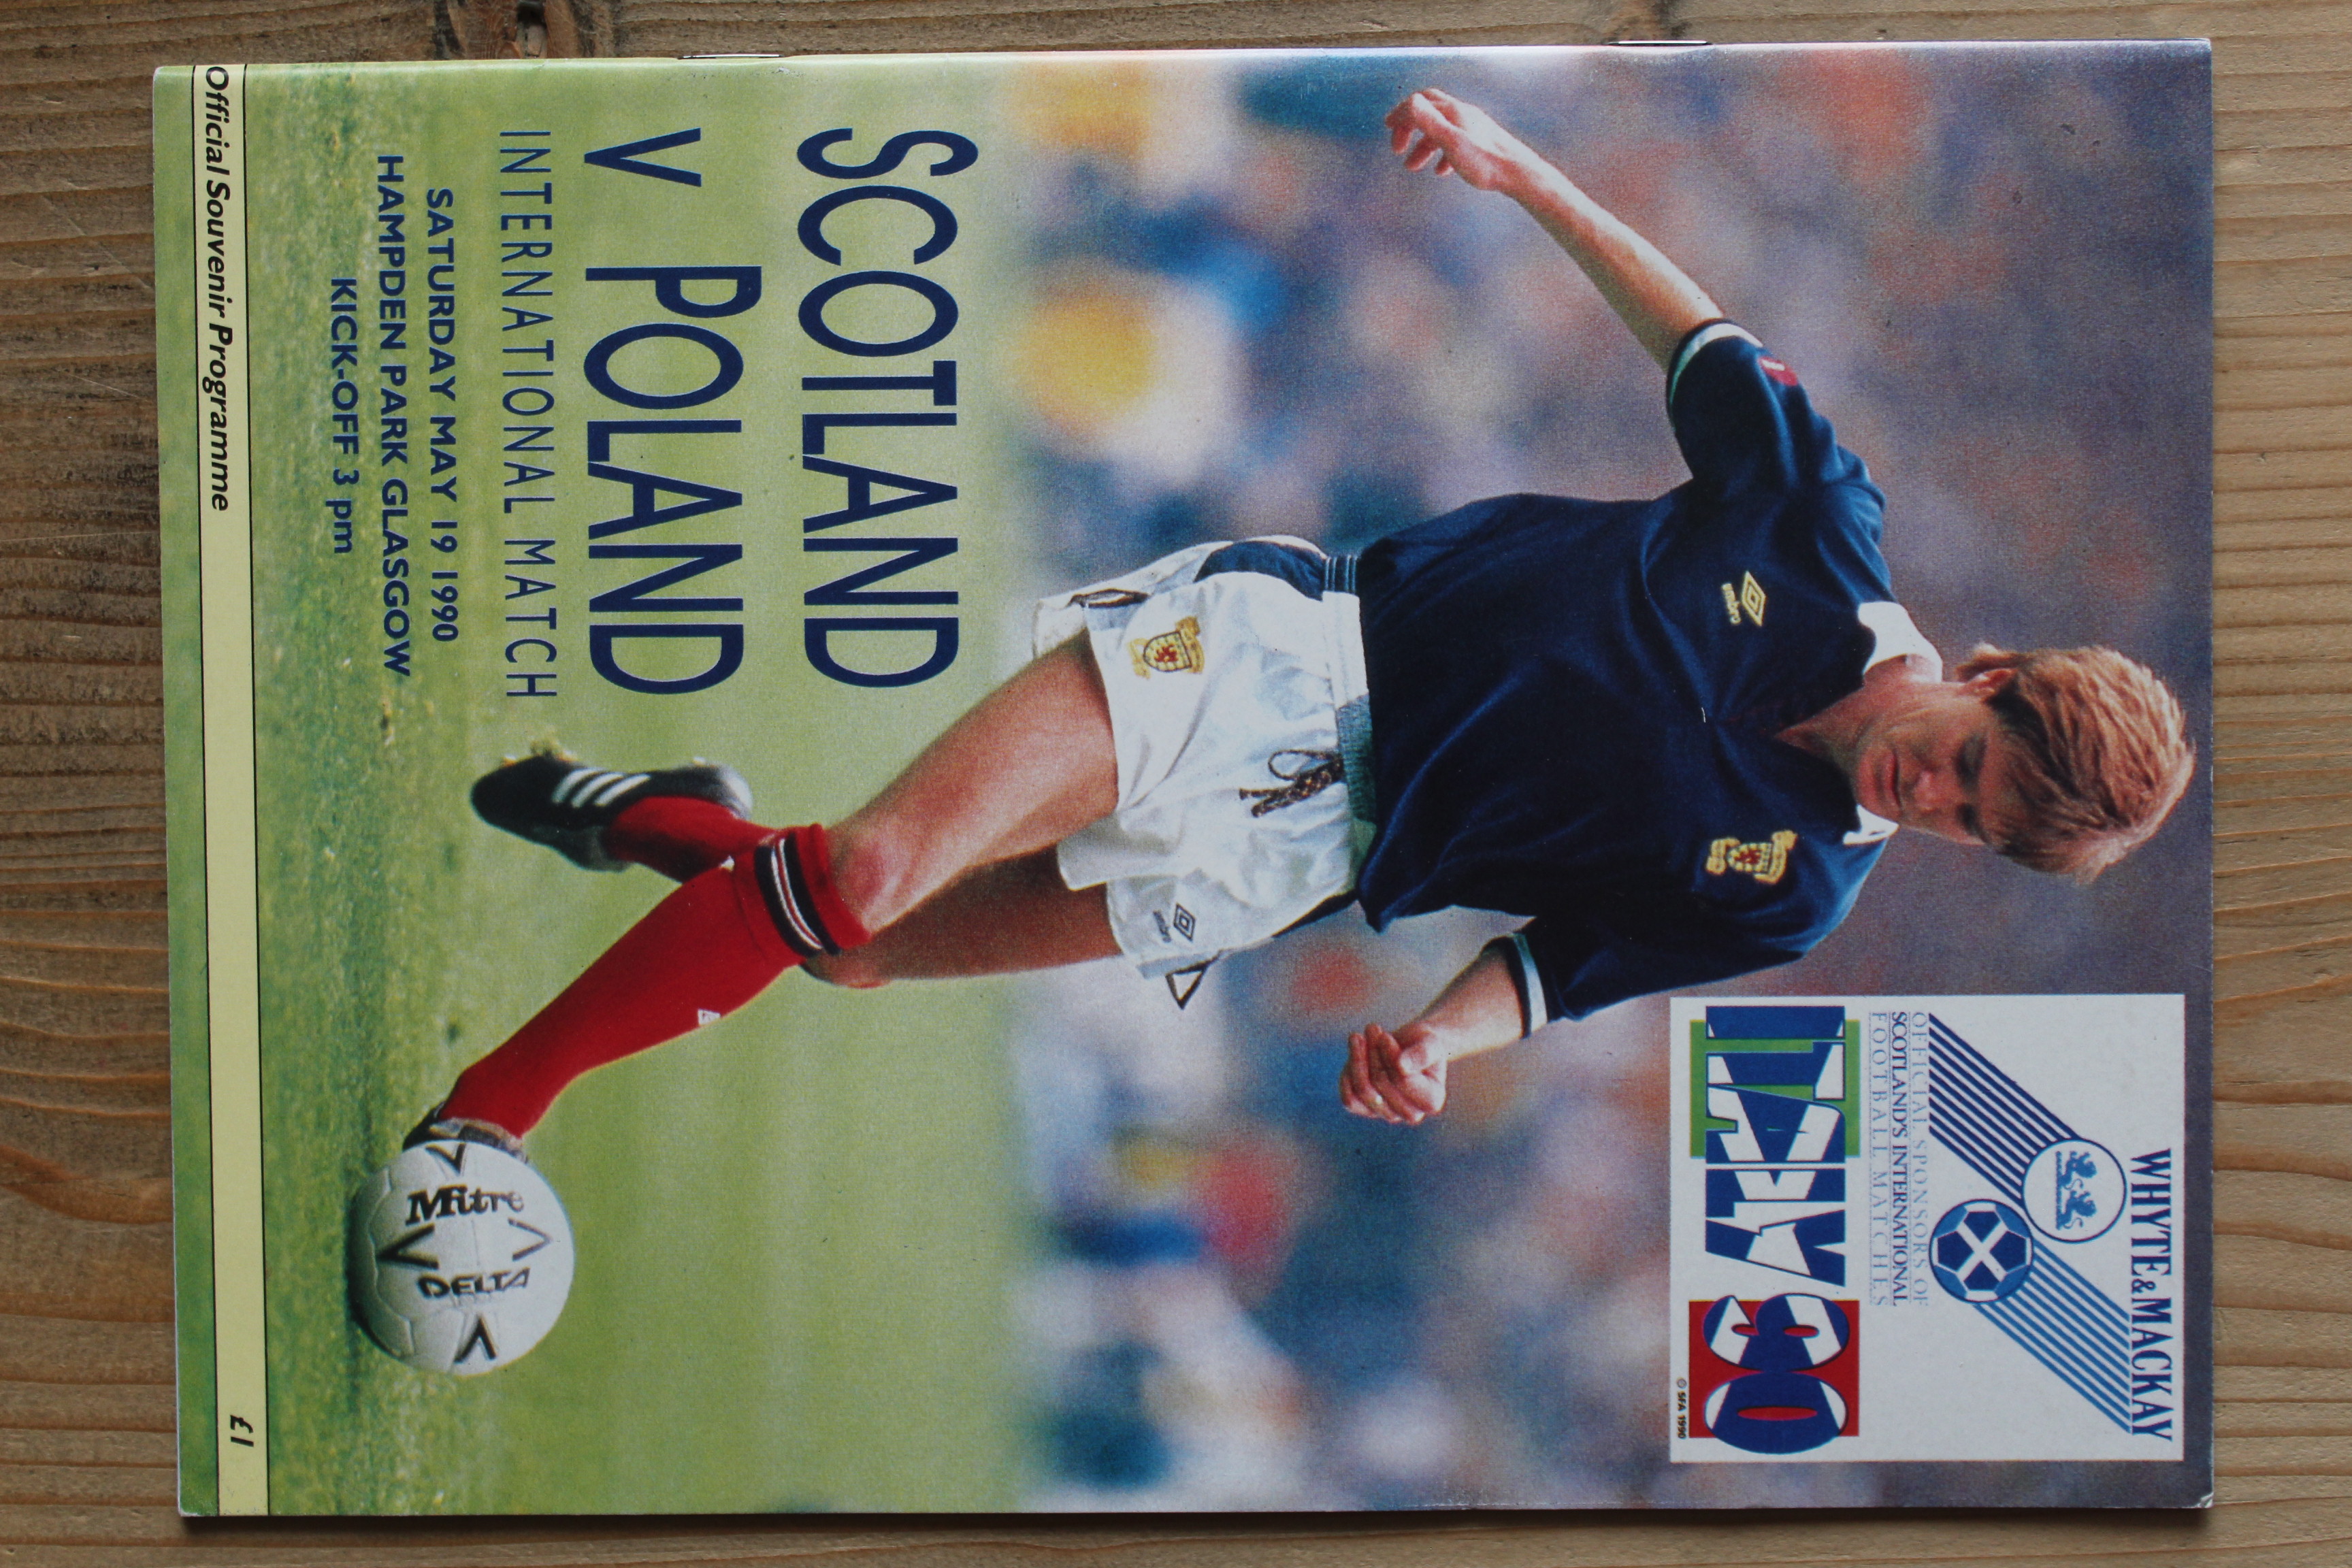 WHYTE & MACKAY
OFFICIAL SPONSORS OF
SCOTLAND'S INTERNATIONAL
FOOTBALL MATCHES
ITALY 90
© SFA 1990
umbro
umbro
SCOTLAND
V POLAND
INTERNATIONAL MATCH
SATURDAY MAY 19 1990
HAMPDEN PARK GLASGOW
KICK-OFF 3 pm
Mitre
DELTA
Official Souvenir Programme
£1